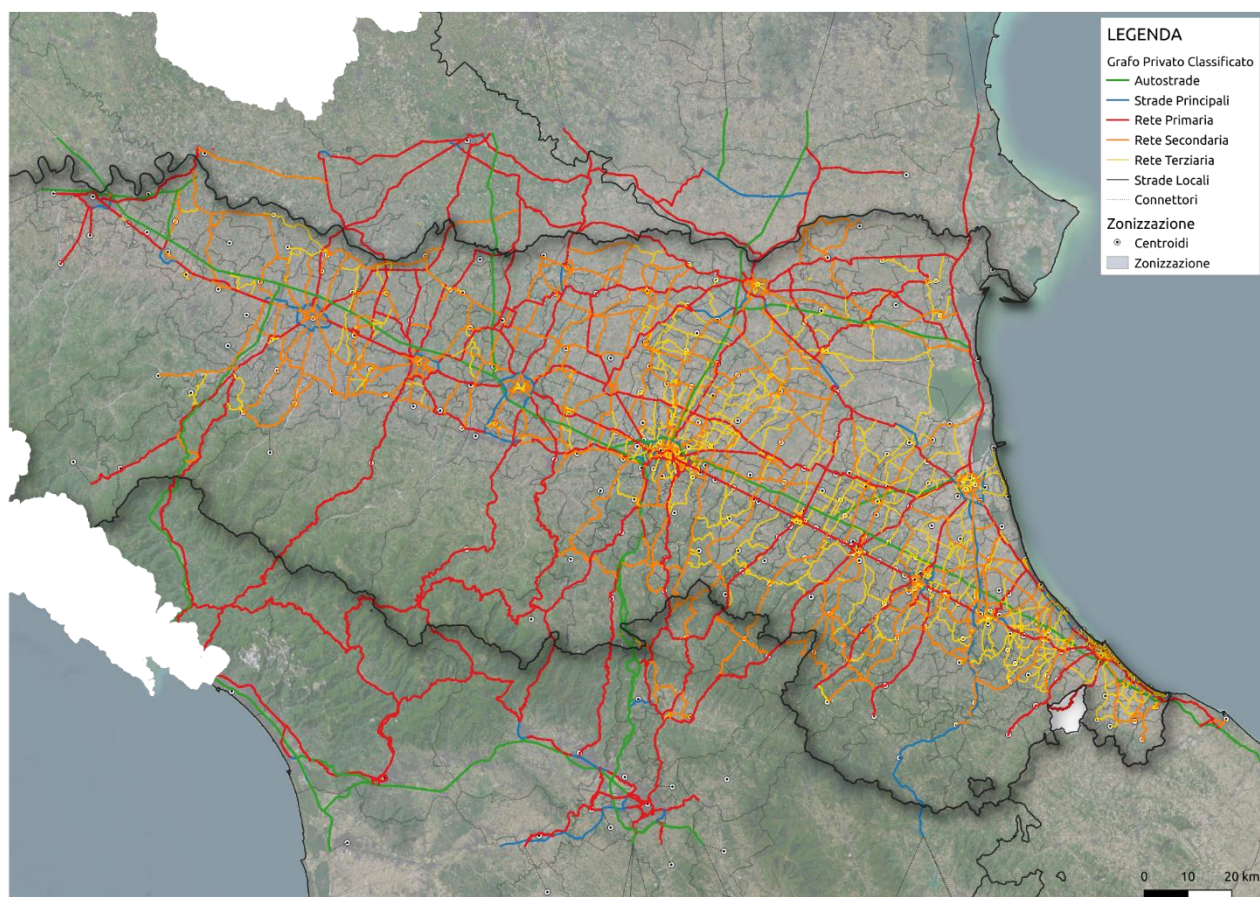 LEGENDA
Grafo Privato Classificato
Autostrade
Strade Principali
Rete Primaria
Rete Secondaria
Rete Terziaria
Strade Locali
Connettori
Zonizzazione
Centroidi
Zonizzazione
0 10 20 km